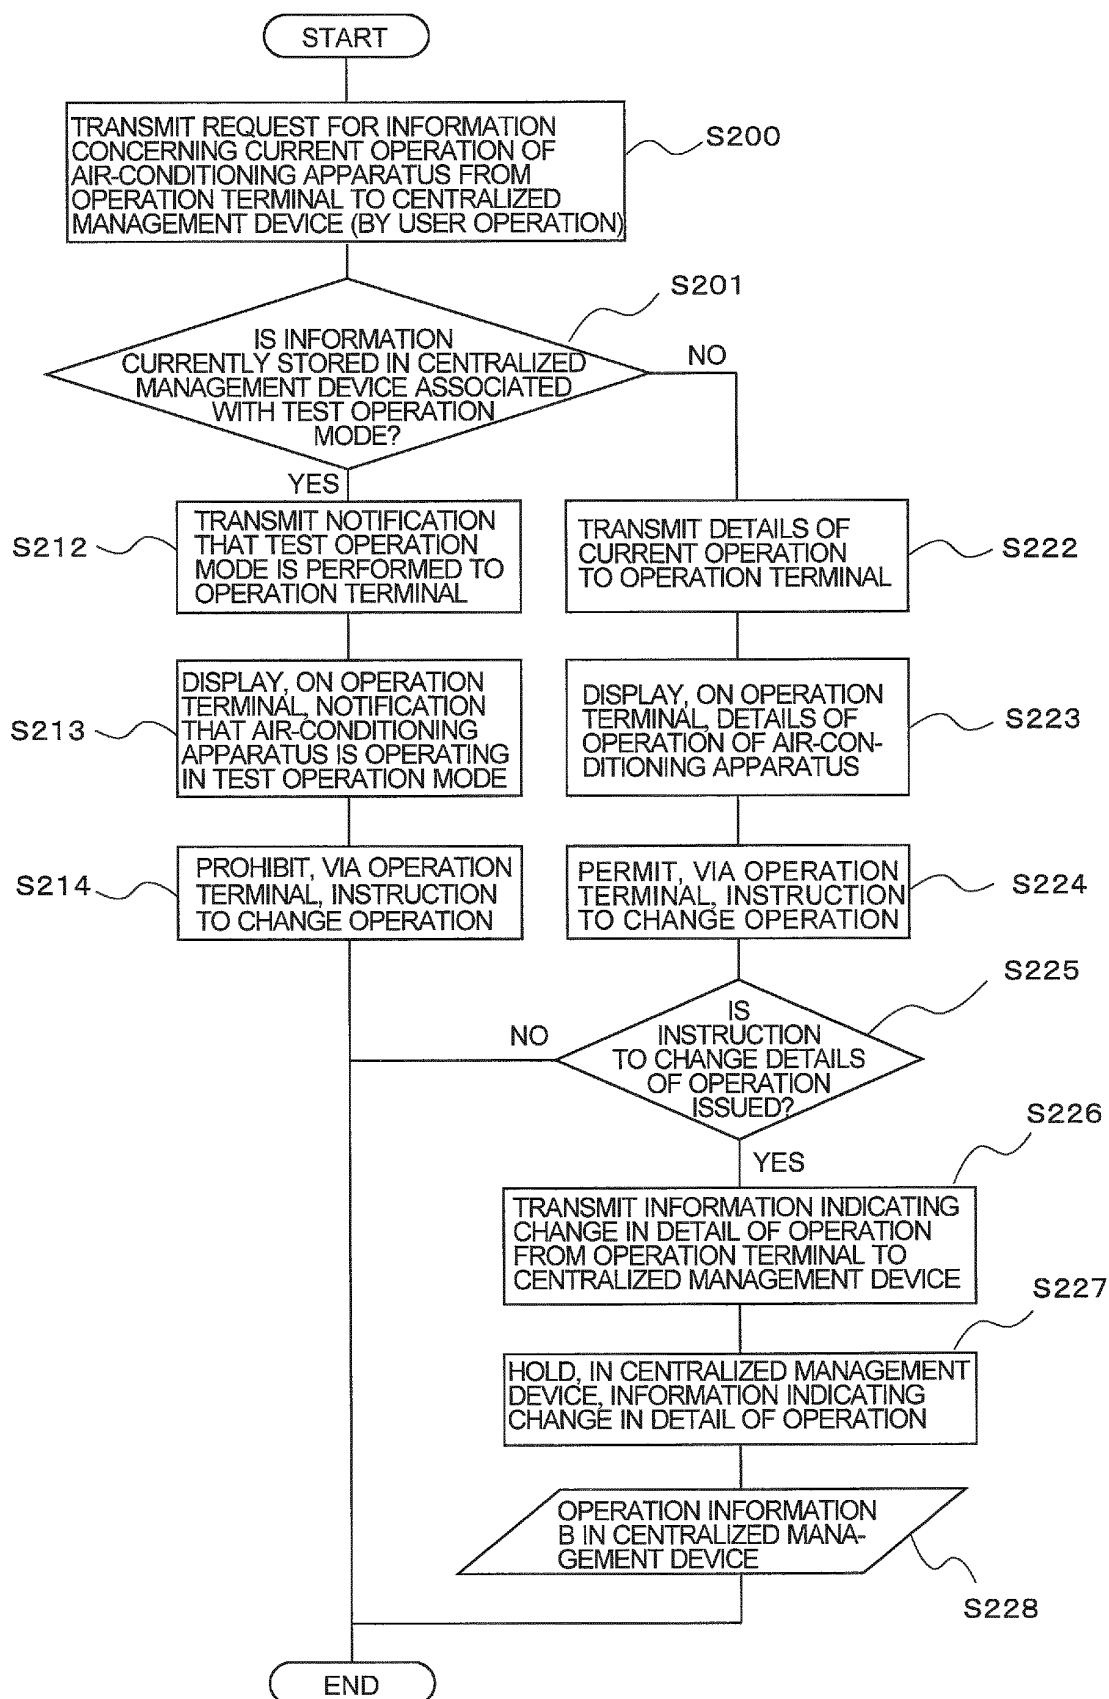 START
TRANSMIT REQUEST FOR INFORMATION
CONCERNING CURRENT OPERATION OF
AIR-CONDITIONING APPARATUS FROM
OPERATION TERMINAL TO CENTRALIZED
MANAGEMENT DEVICE (BY USER OPERATION)
S200
S201
IS INFORMATION
CURRENTLY STORED IN CENTRALIZED
MANAGEMENT DEVICE ASSOCIATED
WITH TEST OPERATION
MODE?
NO
YES
S212
TRANSMIT NOTIFICATION
THAT TEST OPERATION
MODE IS PERFORMED TO
OPERATION TERMINAL
TRANSMIT DETAILS OF
CURRENT OPERATION
TO OPERATION TERMINAL
S222
S213
DISPLAY, ON OPERATION
TERMINAL, NOTIFICATION
THAT AIR-CONDITIONING
APPARATUS IS OPERATING
IN TEST OPERATION MODE
DISPLAY, ON OPERATION
TERMINAL, DETAILS OF
OPERATION OF AIR-CON-
DITIONING APPARATUS
S223
S214
PROHIBIT, VIA OPERATION
TERMINAL, INSTRUCTION
TO CHANGE OPERATION
PERMIT, VIA OPERATION
TERMINAL, INSTRUCTION
TO CHANGE OPERATION
S224
S225
IS
INSTRUCTION
TO CHANGE DETAILS
OF OPERATION
ISSUED?
NO
YES
S226
TRANSMIT INFORMATION INDICATING
CHANGE IN DETAIL OF OPERATION
FROM OPERATION TERMINAL TO
CENTRALIZED MANAGEMENT DEVICE
S227
HOLD, IN CENTRALIZED MANAGEMENT
DEVICE, INFORMATION INDICATING
CHANGE IN DETAIL OF OPERATION
OPERATION INFORMATION
B IN CENTRALIZED MANA-
GEMENT DEVICE
S228
END